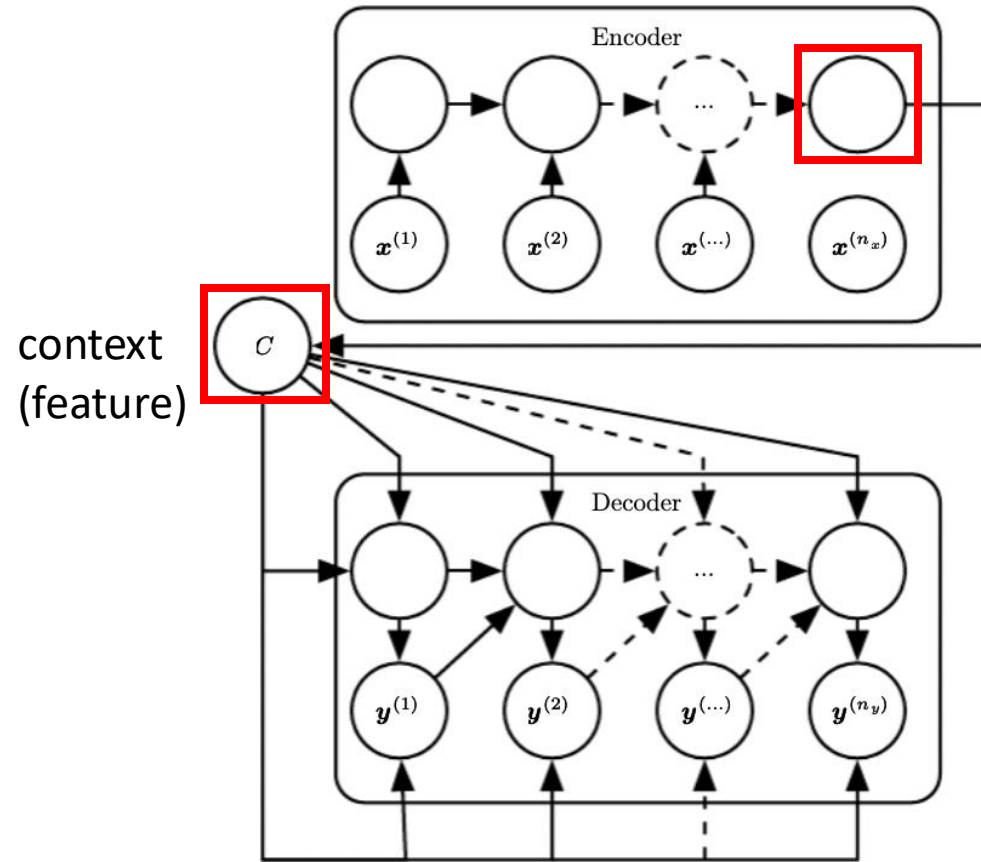 Encoder
...
x^(1) x^(2) x^(...) x^(n_x)
context
(feature)
C
Decoder
...
y^(1) y^(2) y^(...) y^(n_y)